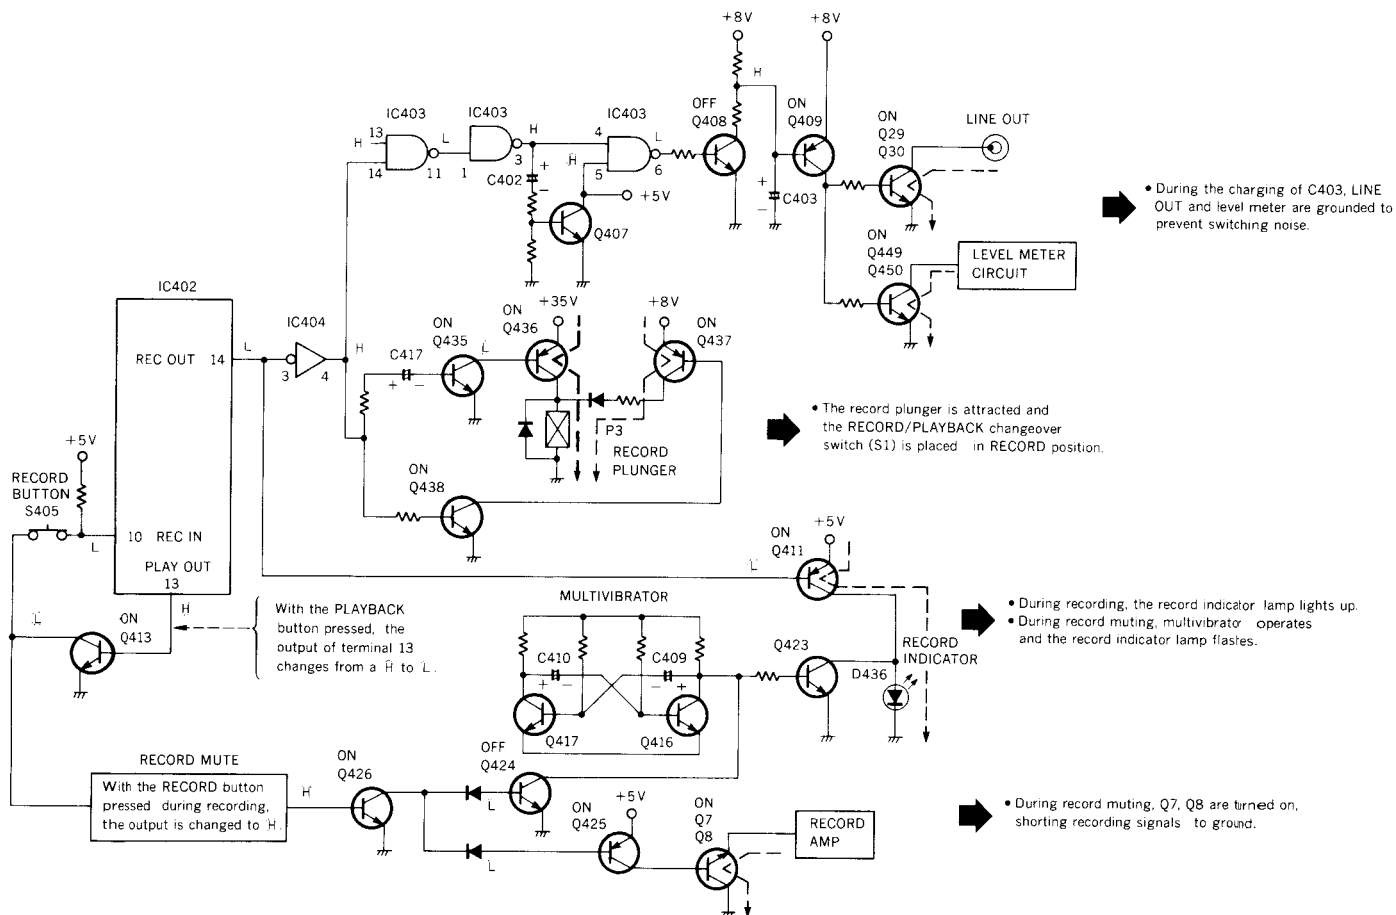 +8V
+8V
IC403
IC403
IC403
OFF
Q408
H
ON
Q409
ON
Q29
Q30
LINE OUT
H
13
14
L
11
1
H
3
4
H
5
L
6
C402
+
-
+5V
Q407
+
-
C403
• During the charging of C403, LINE
OUT and level meter are grounded to
prevent switching noise.
ON
Q449
Q450
LEVEL METER
CIRCUIT
IC402
IC404
REC OUT
14
L
3
4
H
C417
+
-
ON
Q435
L
ON
Q436
+35V
+8V
ON
Q437
P3
RECORD
PLUNGER
• The record plunger is attracted and
the RECORD/PLAYBACK changeover
switch (S1) is placed in RECORD position.
ON
Q438
+5V
RECORD
BUTTON
S405
L
10
REC IN
PLAY OUT
13
H
L
ON
Q413
With the PLAYBACK
button pressed, the
output of terminal 13
changes from a H to L.
+5V
ON
Q411
L
MULTIVIBRATOR
C410
+
-
C409
-
+
Q417
Q416
Q423
RECORD
INDICATOR
D436
• During recording, the record indicator lamp lights up.
• During record muting, multivibrator operates
and the record indicator lamp flashes.
RECORD MUTE
With the RECORD button
pressed during recording,
the output is changed to H.
H
ON
Q426
OFF
Q424
L
ON
Q425
+5V
L
ON
Q7
Q8
RECORD
AMP
• During record muting, Q7, Q8 are turned on,
shorting recording signals to ground.